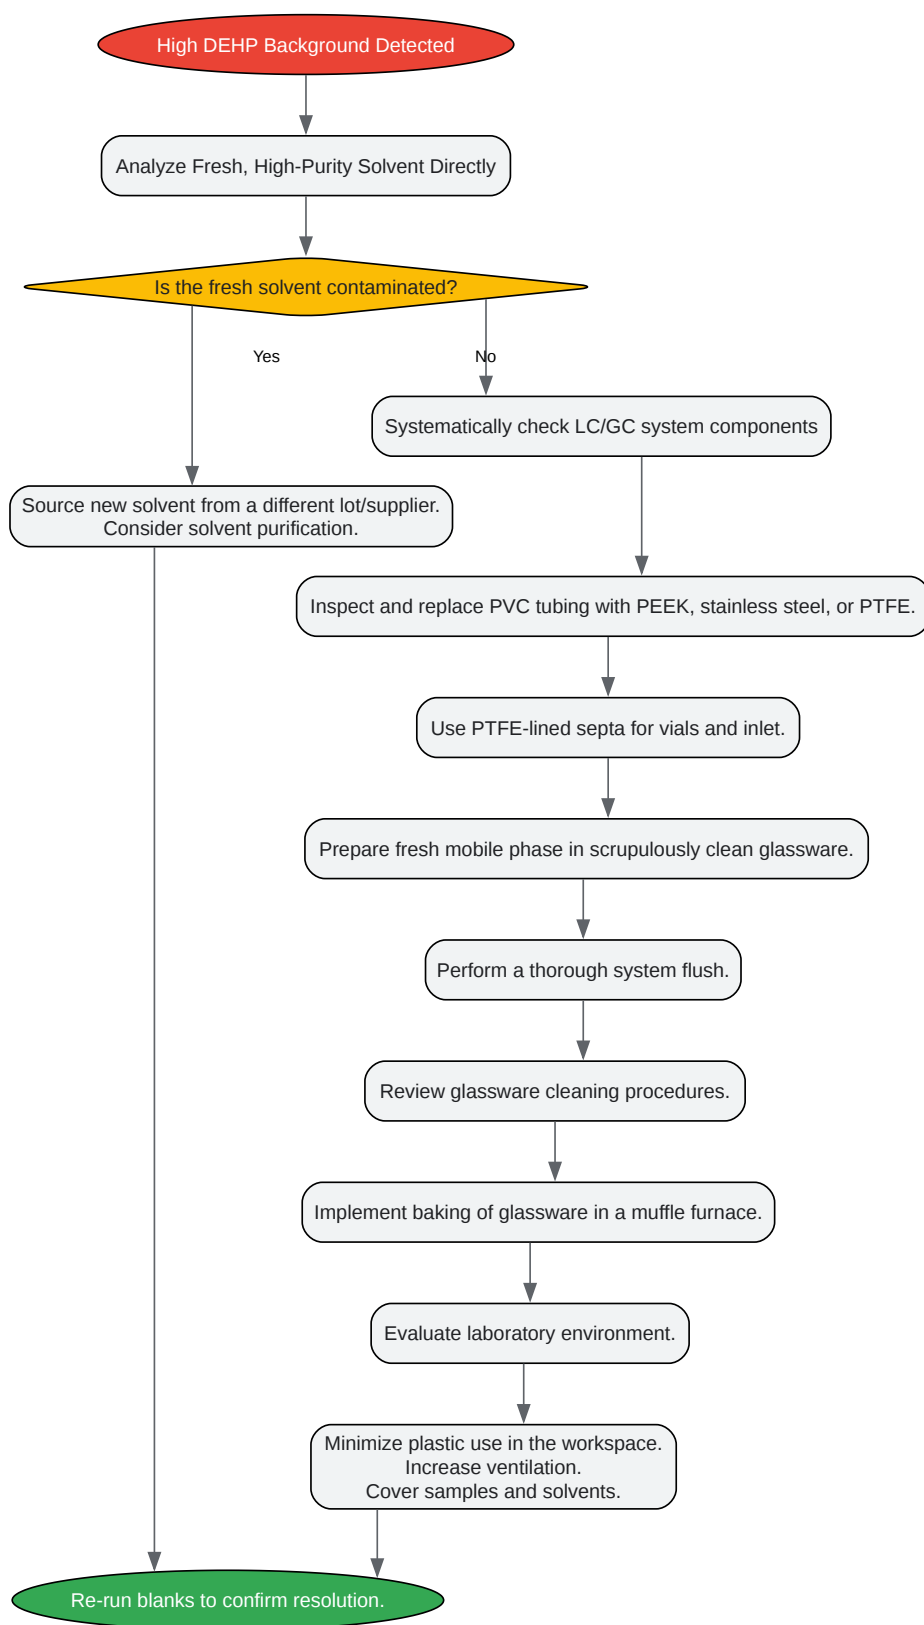 High DEHP Background Detected
Analyze Fresh, High-Purity Solvent Directly
Is the fresh solvent contaminated?
Yes
No
Systematically check LC/GC system components
Source new solvent from a different lot/supplier.
Consider solvent purification.
Inspect and replace PVC tubing with PEEK, stainless steel, or PTFE.
Use PTFE-lined septa for vials and inlet.
Prepare fresh mobile phase in scrupulously clean glassware.
Perform a thorough system flush.
Review glassware cleaning procedures.
Implement baking of glassware in a muffle furnace.
Evaluate laboratory environment.
Minimize plastic use in the workspace.
Increase ventilation.
Cover samples and solvents.
Re-run blanks to confirm resolution.